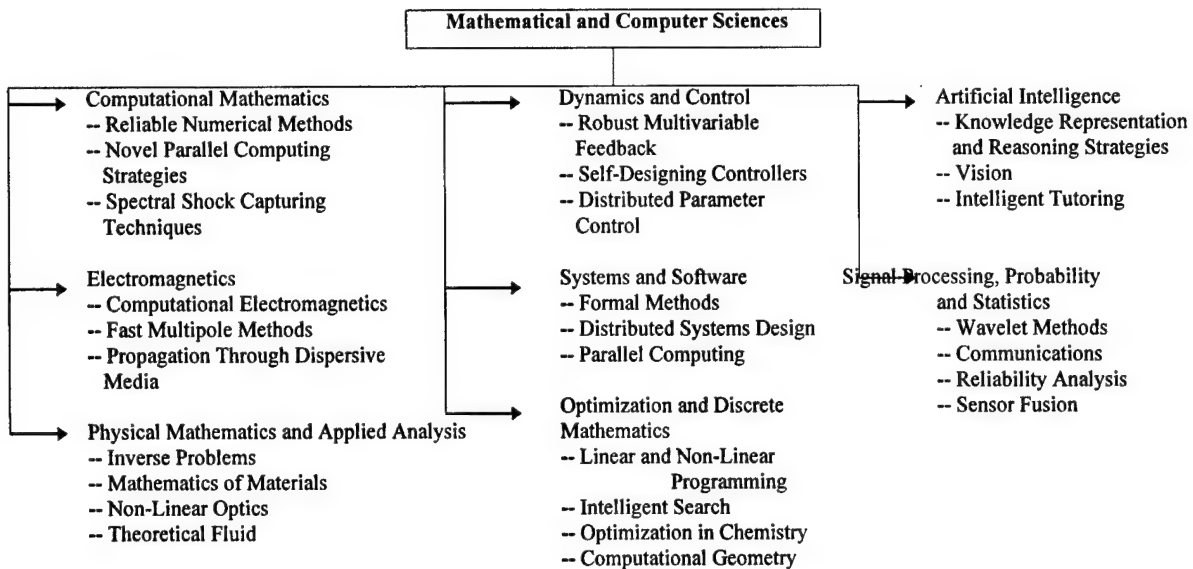 Mathematical and Computer Sciences
Computational Mathematics
-- Reliable Numerical Methods
-- Novel Parallel Computing
Strategies
-- Spectral Shock Capturing
Techniques
Electromagnetics
-- Computational Electromagnetics
-- Fast Multipole Methods
-- Propagation Through Dispersive
Media
Physical Mathematics and Applied Analysis
-- Inverse Problems
-- Mathematics of Materials
-- Non-Linear Optics
-- Theoretical Fluid
Dynamics and Control
-- Robust Multivariable
Feedback
-- Self-Designing Controllers
-- Distributed Parameter
Control
Systems and Software
-- Formal Methods
-- Distributed Systems Design
-- Parallel Computing
Optimization and Discrete
Mathematics
-- Linear and Non-Linear
Programming
-- Intelligent Search
-- Optimization in Chemistry
-- Computational Geometry
Artificial Intelligence
-- Knowledge Representation
and Reasoning Strategies
-- Vision
-- Intelligent Tutoring
Signal Processing, Probability
and Statistics
-- Wavelet Methods
-- Communications
-- Reliability Analysis
-- Sensor Fusion